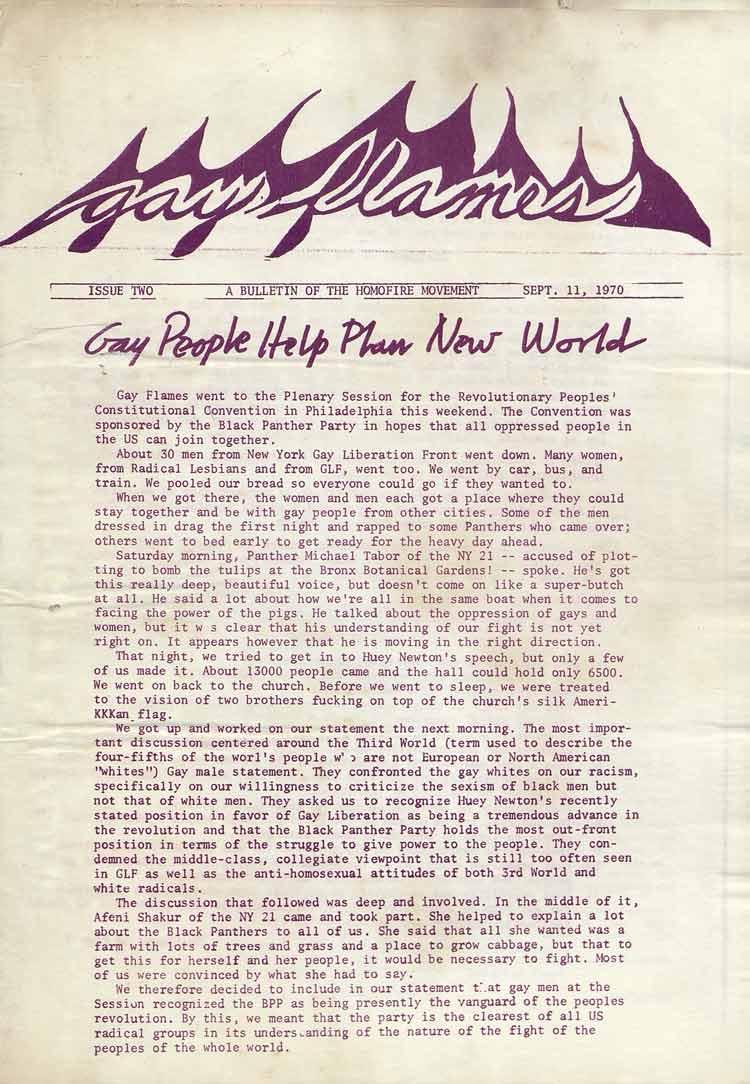 gay flames
ISSUE TWO A BULLETIN OF THE HOMOFIRE MOVEMENT SEPT. 11, 1970
Gay People Help Plan New World
Gay Flames went to the Plenary Session for the Revolutionary Peoples'
Constitutional Convention in Philadelphia this weekend. The Convention was
sponsored by the Black Panther Party in hopes that all oppressed people in
the US can join together.
About 30 men from New York Gay Liberation Front went down. Many women,
from Radical Lesbians and from GLF, went too. We went by car, bus, and
train. We pooled our bread so everyone could go if they wanted to.
When we got there, the women and men each got a place where they could
stay together and be with gay people from other cities. Some of the men
dressed in drag the first night and rapped to some Panthers who came over;
others went to bed early to get ready for the heavy day ahead.
Saturday morning, Panther Michael Tabor of the NY 21 -- accused of plot-
ting to bomb the tulips at the Bronx Botanical Gardens! -- spoke. He's got
this really deep, beautiful voice, but doesn't come on like a super-butch
at all. He said a lot about how we're all in the same boat when it comes to
facing the power of the pigs. He talked about the oppression of gays and
women, but it w s clear that his understanding of our fight is not yet
right on. It appears however that he is moving in the right direction.
That night, we tried to get in to Huey Newton's speech, but only a few
of us made it. About 13000 people came and the hall could hold only 6500.
We went on back to the church. Before we went to sleep, we were treated
to the vision of two brothers fucking on top of the church's silk Ameri-
KKKan flag.
We got up and worked on our statement the next morning. The most impor-
tant discussion centered around the Third World (term used to describe the
four-fifths of the worl's people who are not European or North American
"whites") Gay male statement. They confronted the gay whites on our racism,
specifically on our willingness to criticize the sexism of black men but
not that of white men. They asked us to recognize Huey Newton's recently
stated position in favor of Gay Liberation as being a tremendous advance in
the revolution and that the Black Panther Party holds the most out-front
position in terms of the struggle to give power to the people. They con-
demned the middle-class, collegiate viewpoint that is still too often seen
in GLF as well as the anti-homosexual attitudes of both 3rd World and
white radicals.
The discussion that followed was deep and involved. In the middle of it,
Afeni Shakur of the NY 21 came and took part. She helped to explain a lot
about the Black Panthers to all of us. She said that all she wanted was a
farm with lots of trees and grass and a place to grow cabbage, but that to
get this for herself and her people, it would be necessary to fight. Most
of us were convinced by what she had to say.
We therefore decided to include in our statement that gay men at the
Session recognized the BPP as being presently the vanguard of the peoples
revolution. By this, we meant that the party is the clearest of all US
radical groups in its understanding of the nature of the fight of the
peoples of the whole world.